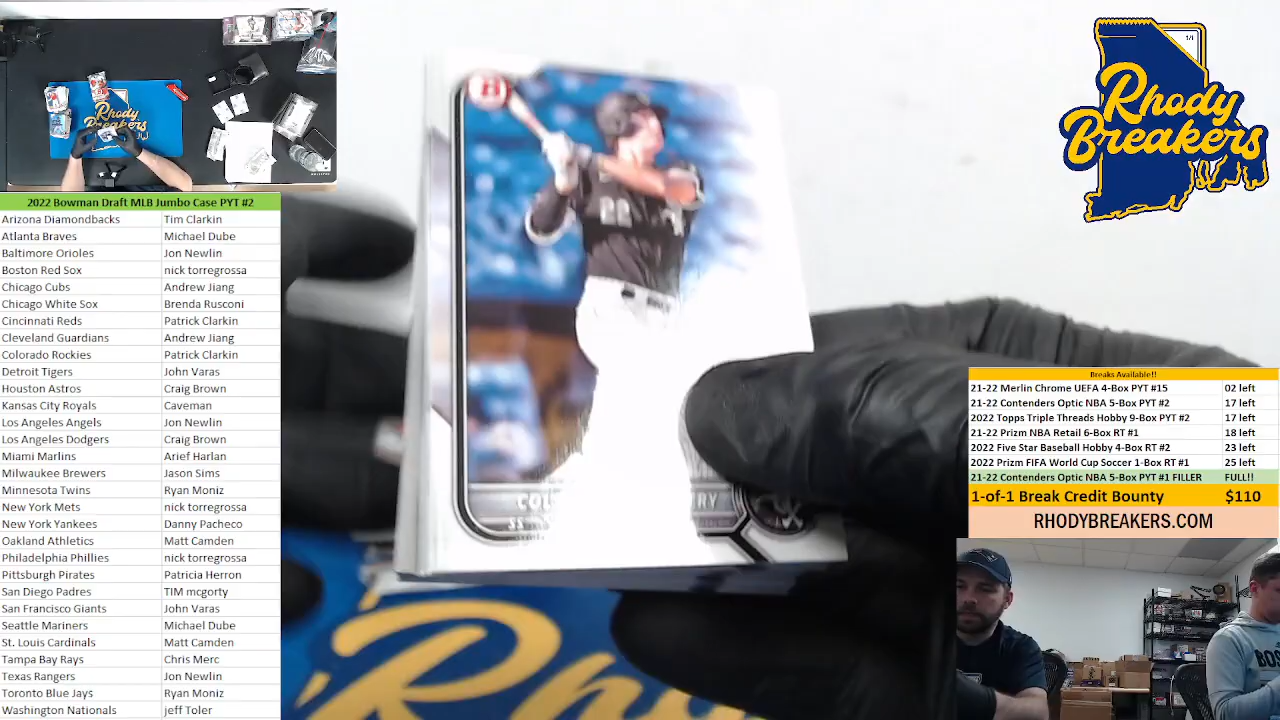 Rhody
Breakers
2022 Bowman Draft MLB Jumbo Case PYT #2
Arizona Diamondbacks Tim Clarkin
Atlanta Braves Michael Dube
Baltimore Orioles Jon Newlin
Boston Red Sox nick torregrossa
Chicago Cubs Andrew Jiang
Chicago White Sox Brenda Rusconi
Cincinnati Reds Patrick Clarkin
Cleveland Guardians Andrew Jiang
Colorado Rockies Patrick Clarkin
Detroit Tigers John Varas
Houston Astros Craig Brown
Kansas City Royals Caveman
Los Angeles Angels Jon Newlin
Los Angeles Dodgers Craig Brown
Miami Marlins Arief Harlan
Milwaukee Brewers Jason Sims
Minnesota Twins Ryan Moniz
New York Mets nick torregrossa
New York Yankees Danny Pacheco
Oakland Athletics Matt Camden
Philadelphia Phillies nick torregrossa
Pittsburgh Pirates Patricia Herron
San Diego Padres TIM mcgorty
San Francisco Giants John Varas
Seattle Mariners Michael Dube
St. Louis Cardinals Matt Camden
Tampa Bay Rays Chris Merc
Texas Rangers Jon Newlin
Toronto Blue Jays Ryan Moniz
Washington Nationals jeff Toler
B
22
SS
1/1
Rhody
Breakers
Breaks Available!!
21-22 Merlin Chrome UEFA 4-Box PYT #15 02 left
21-22 Contenders Optic NBA 5-Box PYT #2 17 left
2022 Topps Triple Threads Hobby 9-Box PYT #2 17 left
21-22 Prizm NBA Retail 6-Box RT #1 18 left
2022 Five Star Baseball Hobby 4-Box RT #2 23 left
2022 Prizm FIFA World Cup Soccer 1-Box RT #1 25 left
21-22 Contenders Optic NBA 5-Box PYT #1 FILLER FULL!!
1-of-1 Break Credit Bounty $110
RHODYBREAKERS.COM